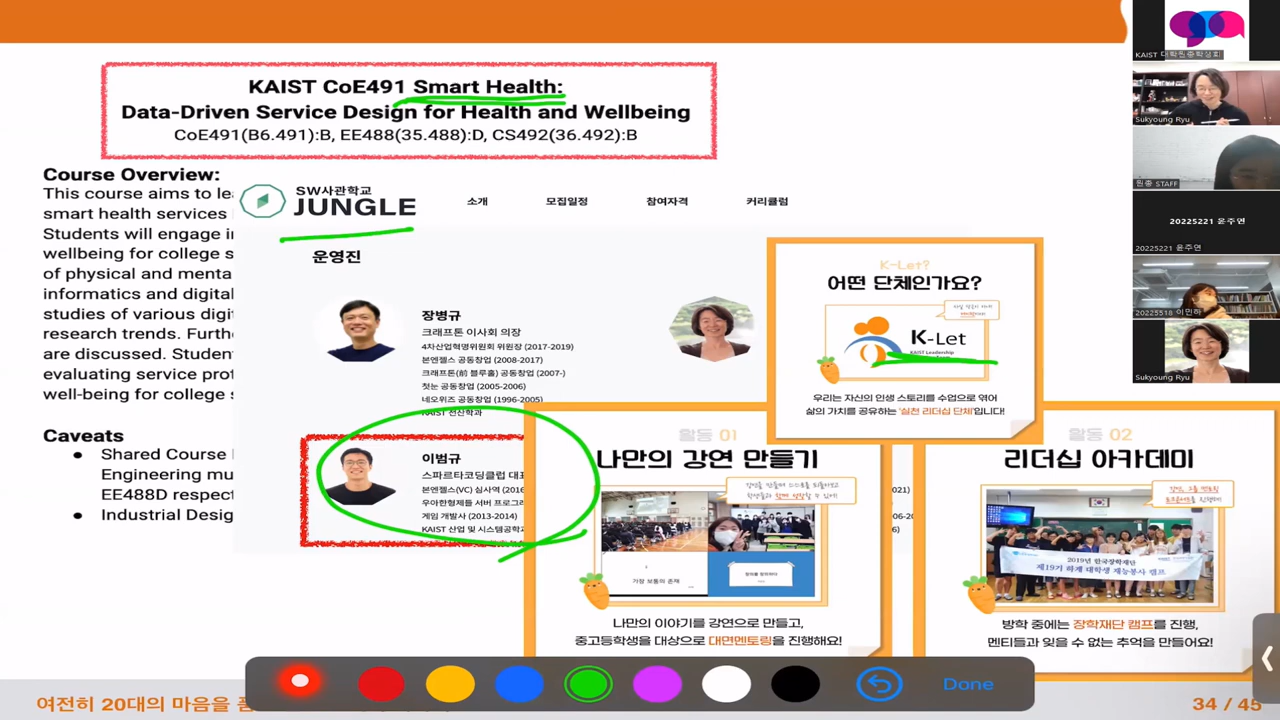 KAIST CoE491 Smart Health:
Data-Driven Service Design for Health and Wellbeing
CoE491(B6.491):B, EE488(35.488):D, CS492(36.492):B
Course Overview:
This course aims to lea
smart health services
Students will engage in
wellbeing for college s
of physical and menta
informatics and digital
studies of various digit
research trends. Furthe
are discussed. Student
evaluating service prot
well-being for college s
Caveats
● Shared Course
Engineering mu
EE488D respect
● Industrial Desig
SW사관학교
JUNGLE
소개
모집일정
참여자격
커리큘럼
운영진
장병규
크래프톤 이사회 의장
4차산업혁명위원회 위원장 (2017-2019)
본엔젤스 공동창업 (2008-2017)
크래프톤(前 블루홀) 공동창업 (2007-)
첫눈 공동창업 (2005-2006)
네오위즈 공동창업 (1996-2005)
KAIST 전산학과
이범규
스파르타코딩클럽 대표
본엔젤스(VC) 심사역 (2016
우아한형제들 서버 프로그래
게임 개발사 (2013-2014)
KAIST 산업 및 시스템공학과
K-Let?
어떤 단체인가요?
K-Let
KAIST Leadership
우리는 자신의 인생 스토리를 수업으로 엮어
삶의 가치를 공유하는 '실천 리더십 단체'입니다!
활동 01
나만의 강연 만들기
가장 보통의 존재
나만의 이야기를 강연으로 만들고,
중고등학생을 대상으로 대면멘토링을 진행해요!
021)
활동 02
리더십 아카데미
2019년 한국장학재단
제19기 하계 대학생 재능봉사 캠프
방학 중에는 장학재단 캠프를 진행,
멘티들과 잊을 수 없는 추억을 만들어요!
KAIST 대학원총학생회
Sukyoung Ryu
원총 STAFF
20225221 윤주연
20225221 윤주연
20225518 이민하
Sukyoung Ryu
Done
여전히 20대의 마음을 품
34 / 45